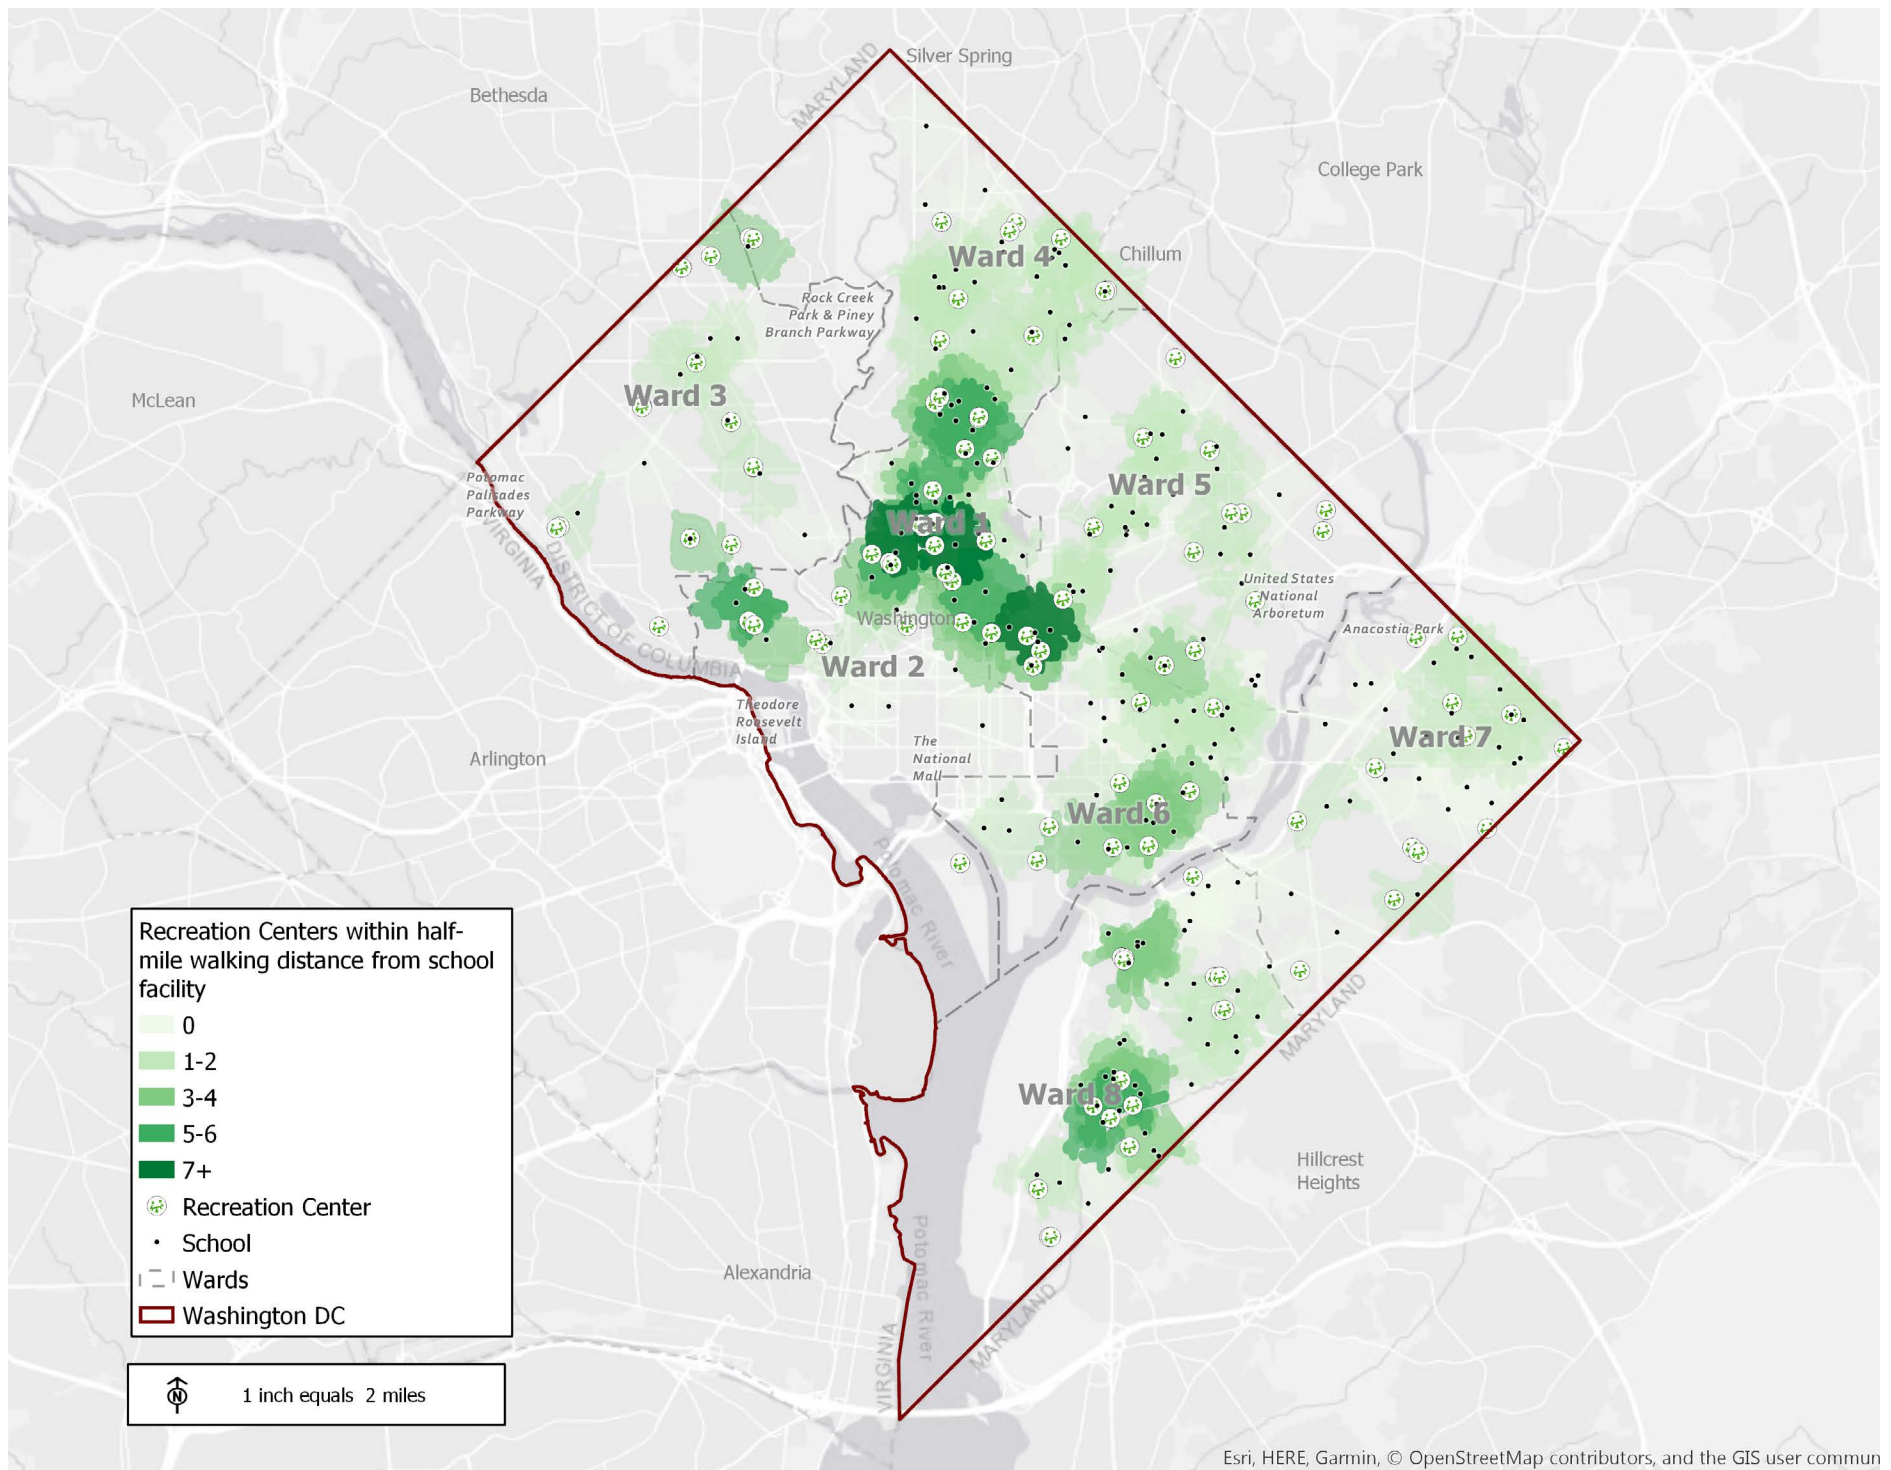 Silver Spring
MARYLAND
Bethesda
College Park
Ward 4
Chillum
Rock Creek
Park & Piney
Branch Parkway
McLean
Ward 3
Potomac
Palisades
Parkway
Ward 5
Ward 1
VIRGINIA
DISTRICT OF COLUMBIA
United States
National
Arboretum
Washington
Anacostia Park
Ward 2
Theodore
Roosevelt
Island
The
National
Mall
Ward 7
Arlington
Ward 6
Potomac River
MARYLAND
Ward 8
Hillcrest
Heights
Potomac River
Alexandria
VIRGINIA
MARYLAND
Recreation Centers within half-
mile walking distance from school
facility
0
1-2
3-4
5-6
7+
Recreation Center
School
Wards
Washington DC
N
1 inch equals 2 miles
Esri, HERE, Garmin, © OpenStreetMap contributors, and the GIS user commun